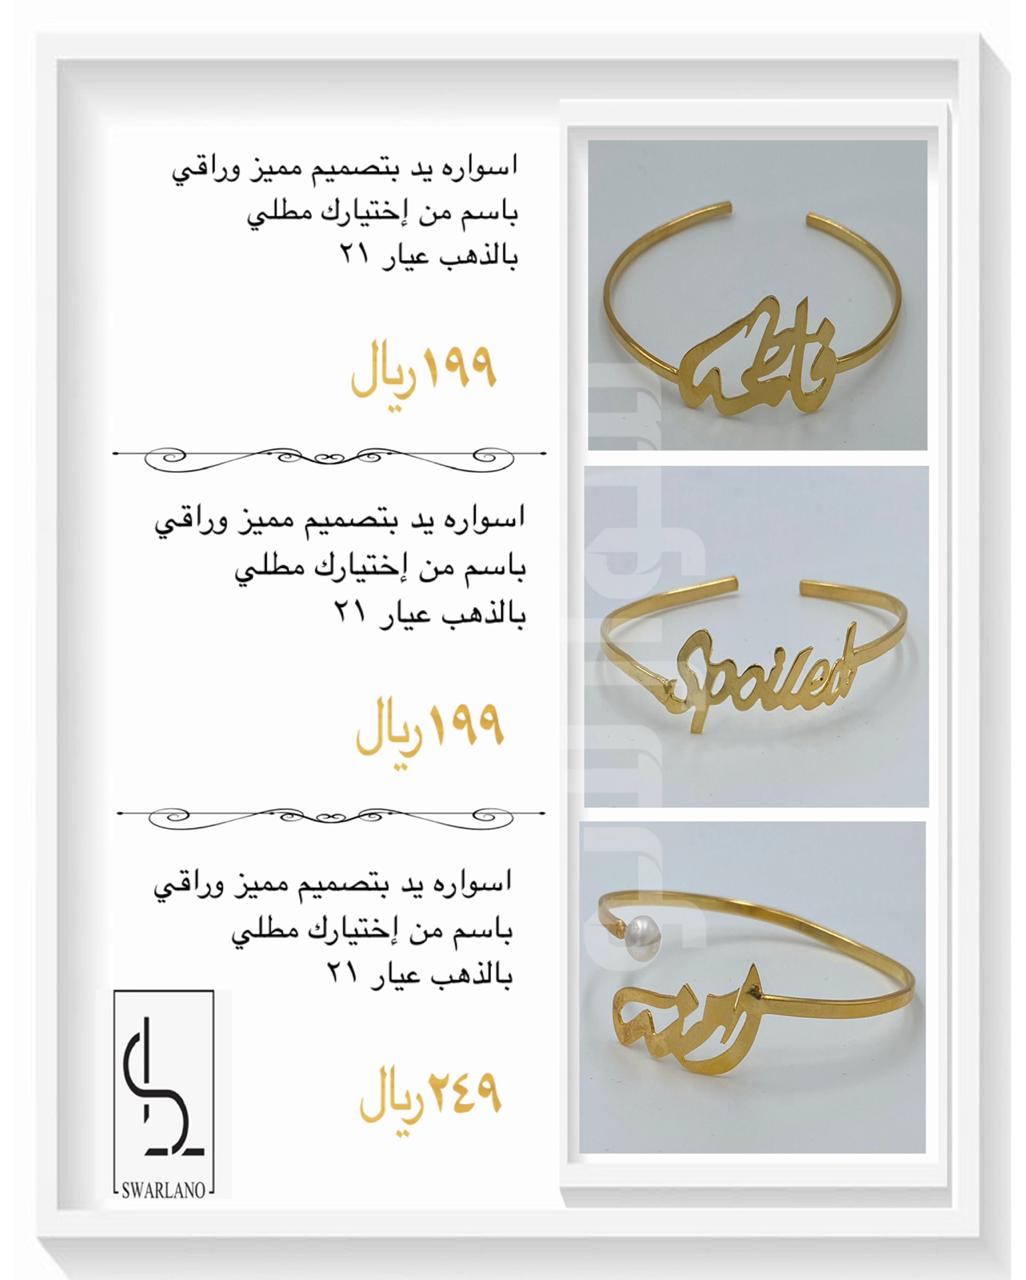 اسواره يد بتصميم مميز وراقي
باسم من إختيارك مطلي
بالذهب عيار ٢١
١٩٩ريال
فاطمه
اسواره يد بتصميم مميز وراقي
باسم من إختيارك مطلي
بالذهب عيار ٢١
١٩٩ريال
Spoiled
اسواره يد بتصميم مميز وراقي
باسم من إختيارك مطلي
بالذهب عيار ٢١
٢٤٩ريال
SWARLANO